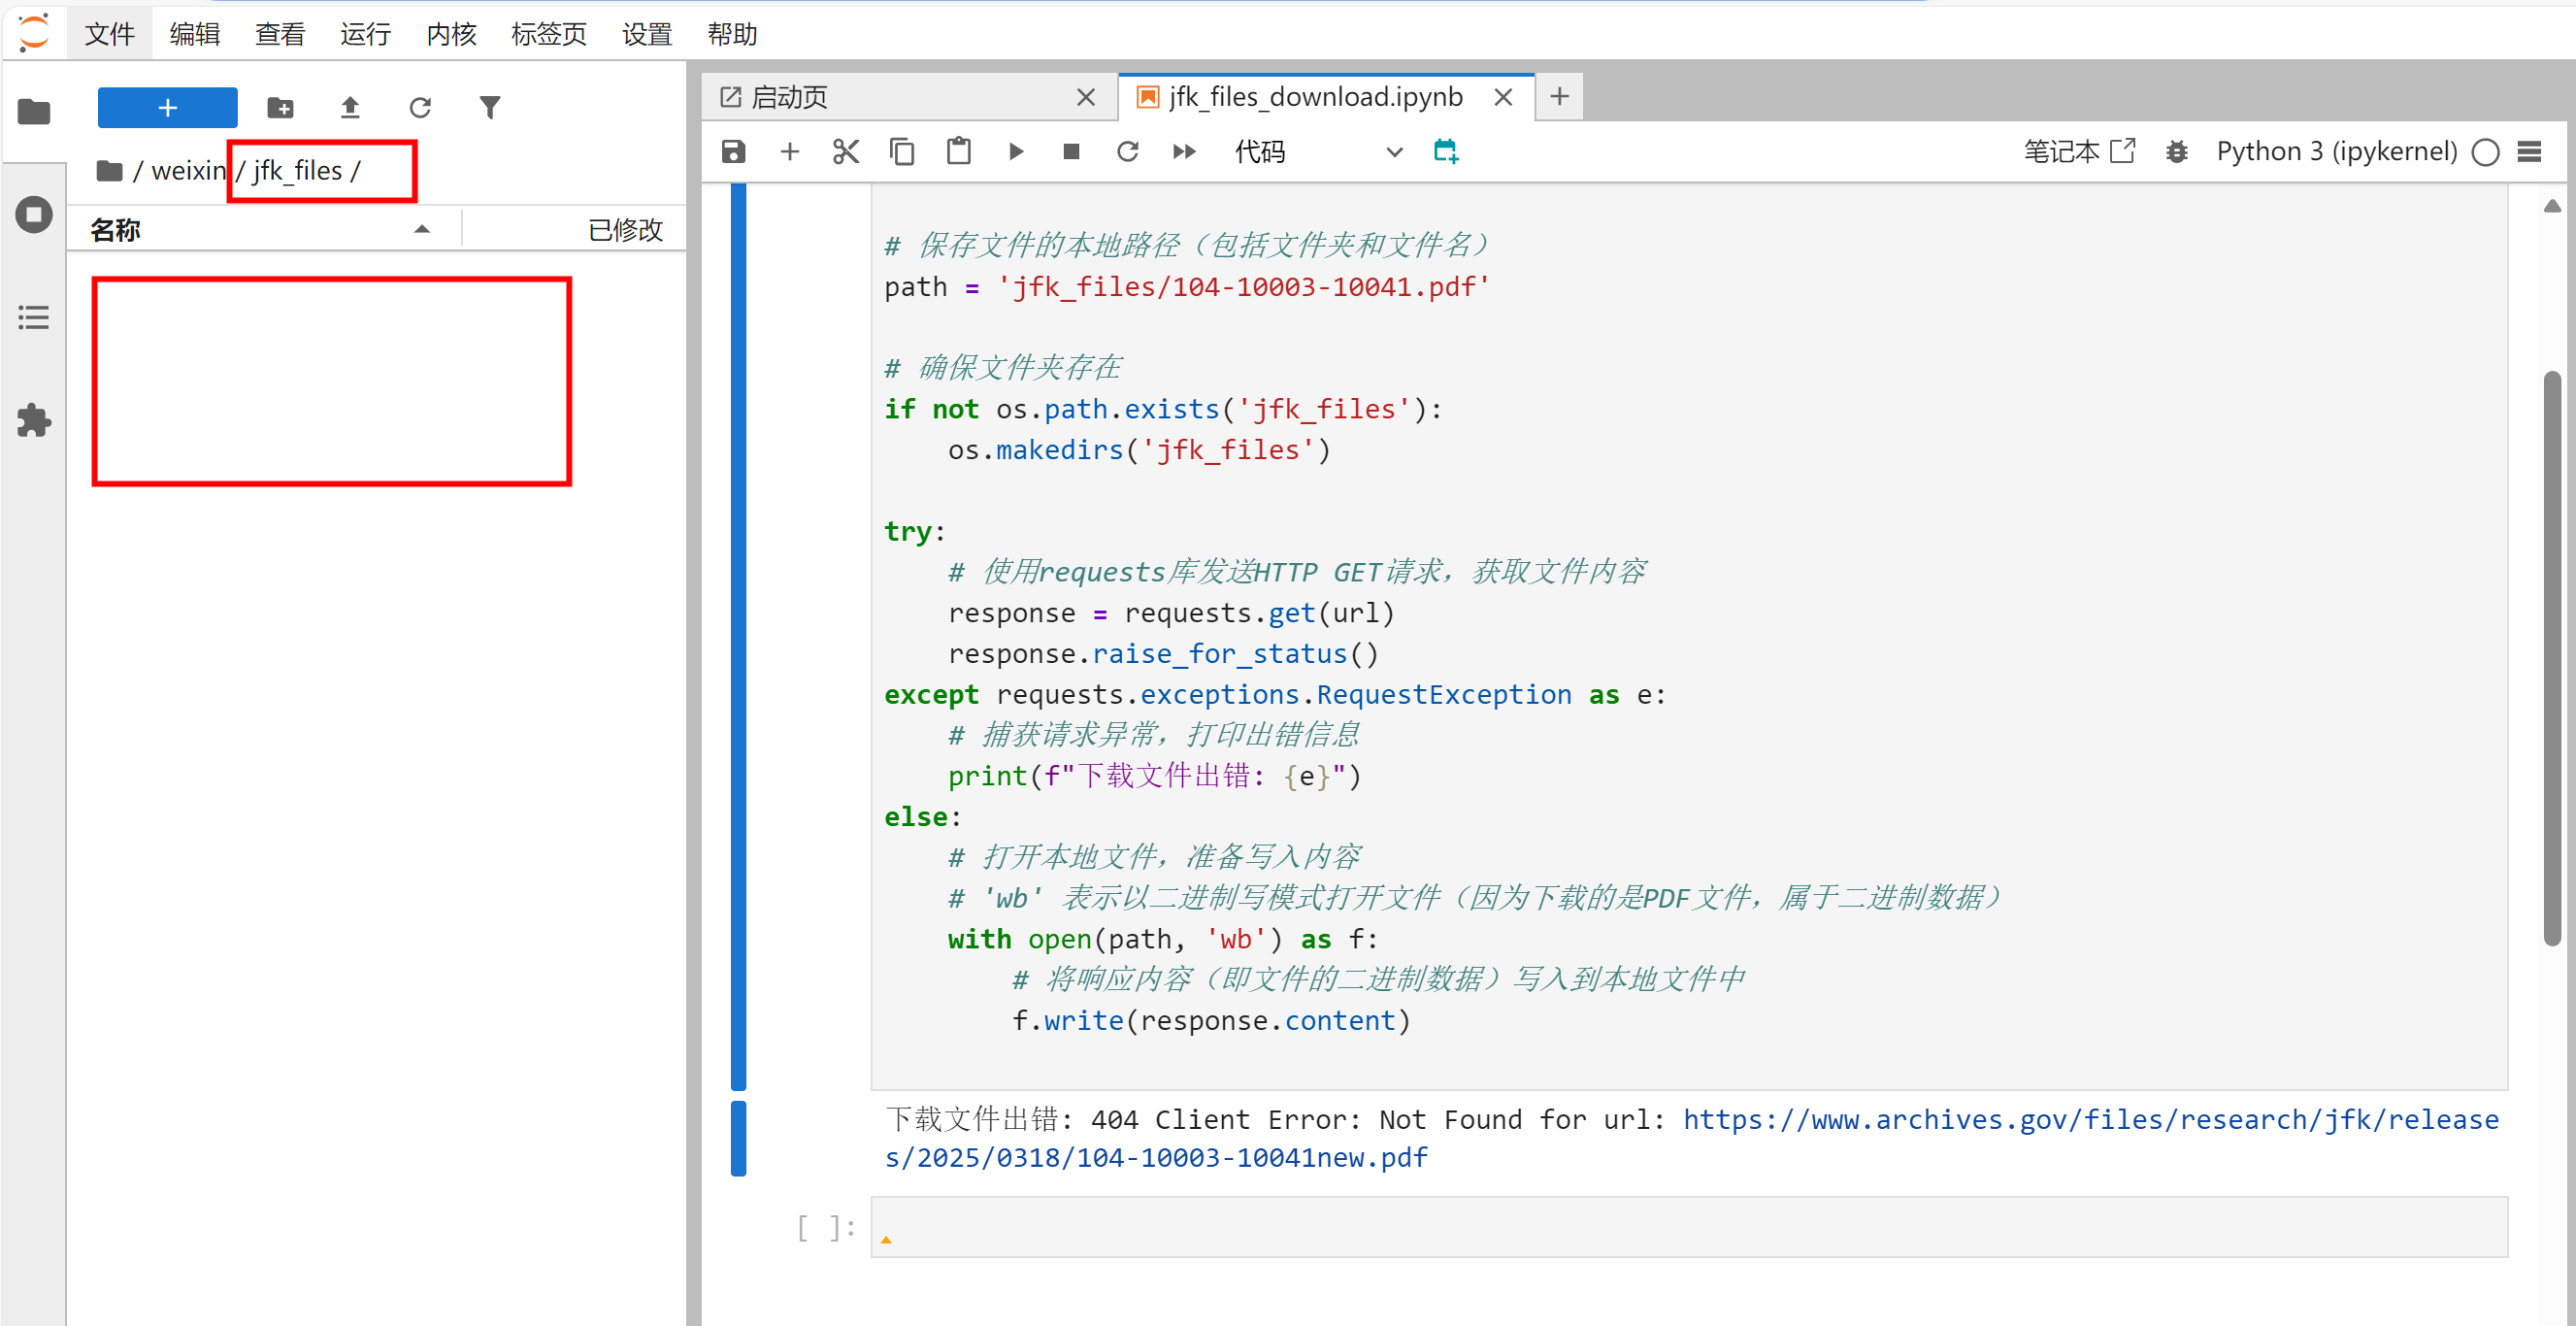 文件 编辑 查看 运行 内核 标签页 设置 帮助
+
/ weixin / jfk_files /
名称 已修改
启动页
jfk_files_download.ipynb
代码
笔记本
Python 3 (ipykernel)
# 保存文件的本地路径（包括文件夹和文件名）
path = 'jfk_files/104-10003-10041.pdf'
# 确保文件夹存在
if not os.path.exists('jfk_files'):
    os.makedirs('jfk_files')
try:
    # 使用requests库发送HTTP GET请求，获取文件内容
    response = requests.get(url)
    response.raise_for_status()
except requests.exceptions.RequestException as e:
    # 捕获请求异常，打印出错信息
    print(f"下载文件出错: {e}")
else:
    # 打开本地文件，准备写入内容
    # 'wb' 表示以二进制写模式打开文件（因为下载的是PDF文件，属于二进制数据）
    with open(path, 'wb') as f:
        # 将响应内容（即文件的二进制数据）写入到本地文件中
        f.write(response.content)
下载文件出错: 404 Client Error: Not Found for url: https://www.archives.gov/files/research/jfk/release
s/2025/0318/104-10003-10041new.pdf
[ ]: